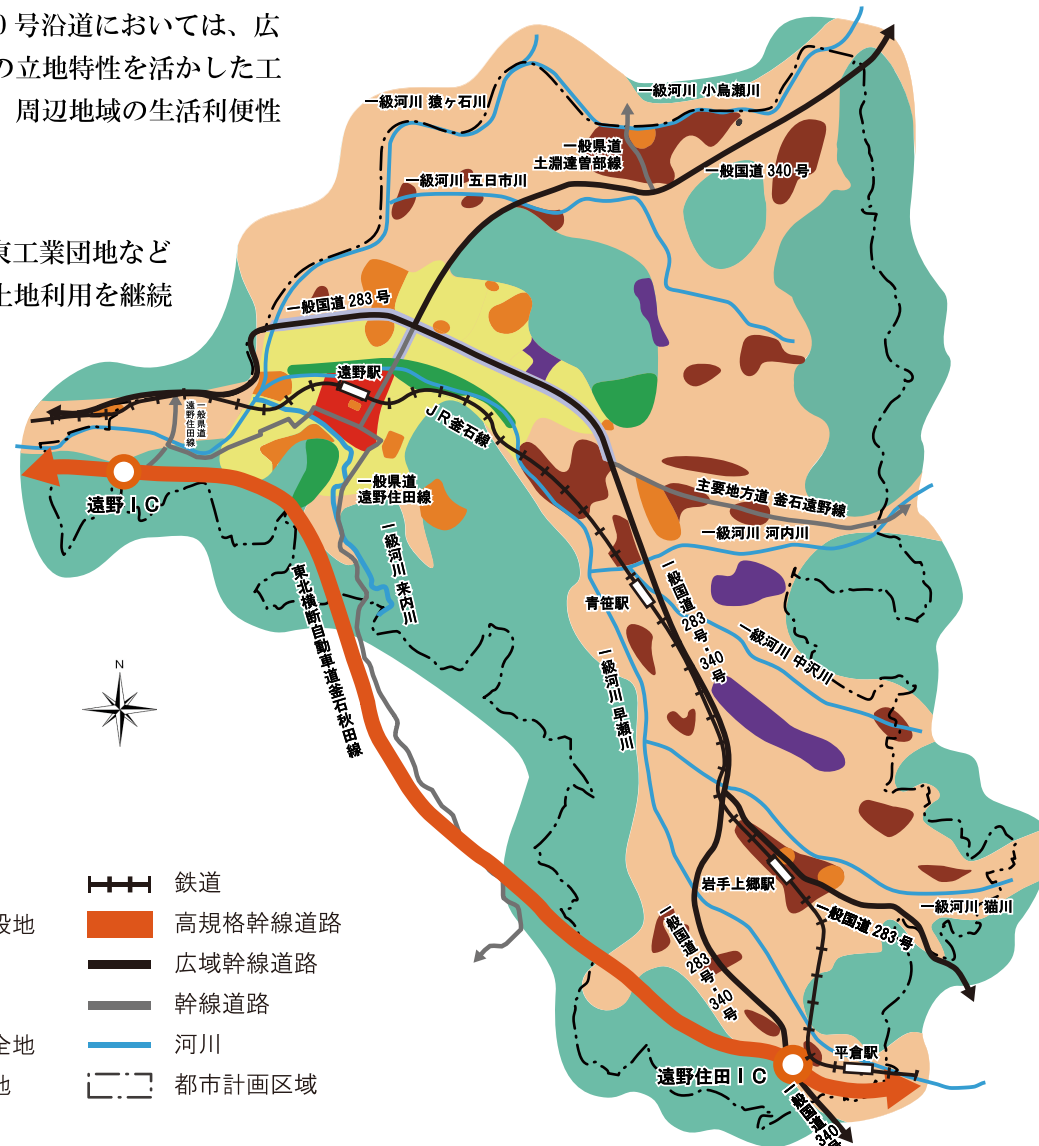 0 号沿道においては、広
の立地特性を活かした工
周辺地域の生活利便性
東工業団地など
土地利用を継続
一級河川 猿ヶ石川
一級河川 小烏瀬川
一般県道
土淵達曽部線
一般国道 340 号
一級河川 五日市川
一般国道 283 号
遠野駅
一般県道
遠野住田線
JR釜石線
遠野IC
一般県道
遠野住田線
主要地方道 釜石遠野線
一級河川 河内川
一級河川 来内川
東北横断自動車道釜石秋田線
青笹駅
一般国道 283 号・340 号
一級河川 中沢川
一級河川 早瀬川
N
岩手上郷駅
一級河川 猫川
一般国道 283 号
一般国道 283 号・340 号
平倉駅
遠野住田IC
一般国道 340 号
鉄道
設地
高規格幹線道路
広域幹線道路
幹線道路
全地
河川
地
都市計画区域